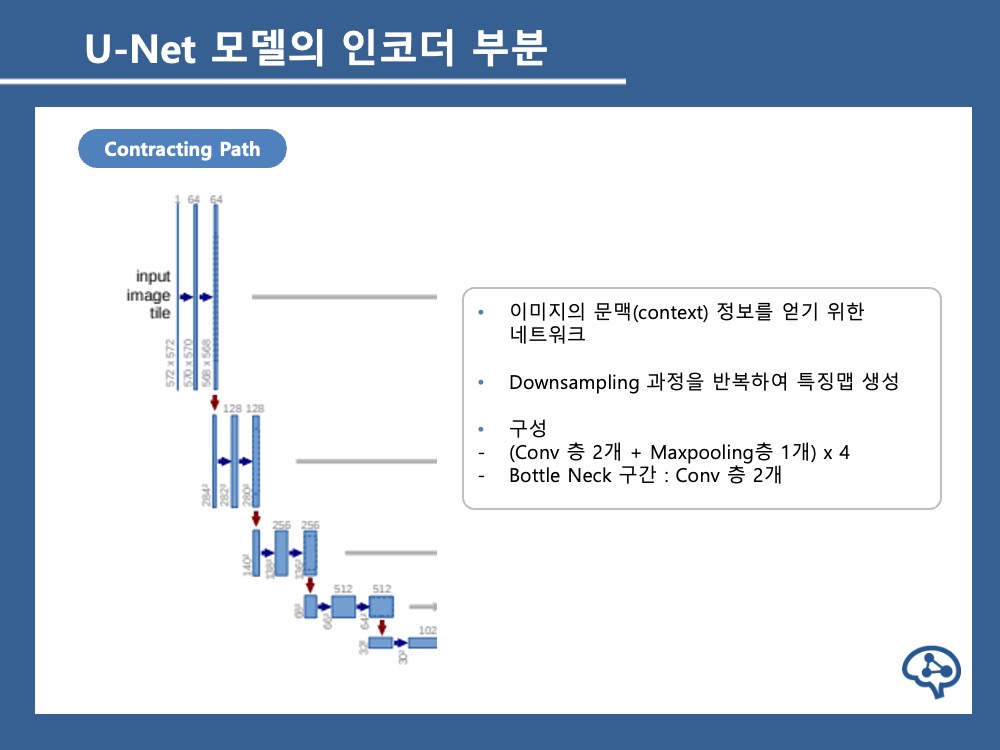 U-Net 모델의 인코더 부분
Contracting Path
1 64 64
input
image
tile
572 x 572
570 x 570
568 x 568
128 128
284²
282²
280²
256 256
140²
138²
136²
512 512
68²
66²
64²
102
32²
30²
• 이미지의 문맥(context) 정보를 얻기 위한
네트워크
• Downsampling 과정을 반복하여 특징맵 생성
• 구성
- (Conv 층 2개 + Maxpooling층 1개) x 4
- Bottle Neck 구간 : Conv 층 2개